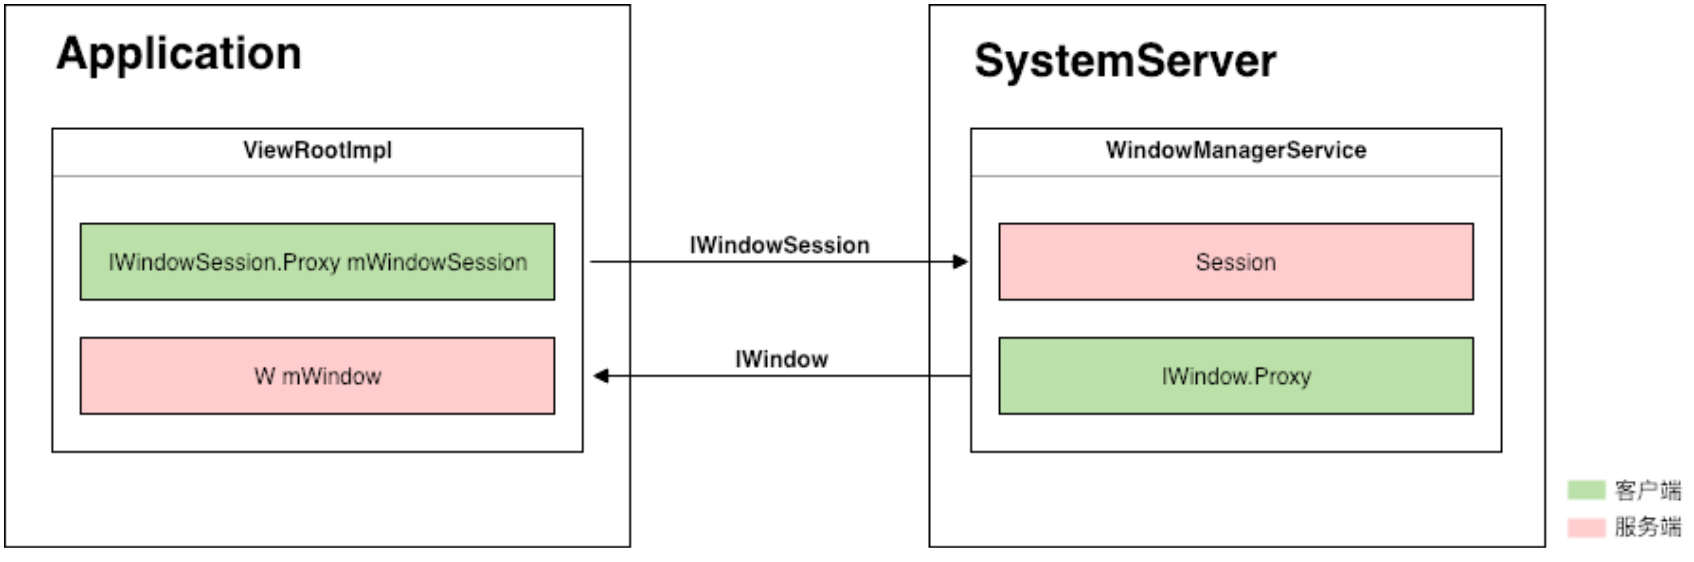 Application
ViewRootImpl
IWindowSession.Proxy mWindowSession
W mWindow
IWindowSession
IWindow
SystemServer
WindowManagerService
Session
IWindow.Proxy
客户端
服务端